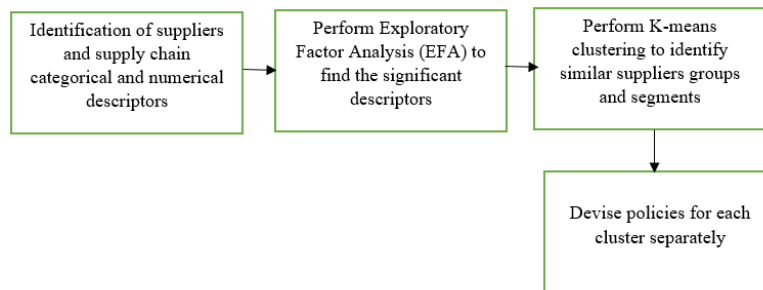 Identification of suppliers
and supply chain
categorical and numerical
descriptors
Perform Exploratory
Factor Analysis (EFA) to
find the significant
descriptors
Perform K-means
clustering to identify
similar suppliers groups
and segments
Devise policies for each
cluster separately